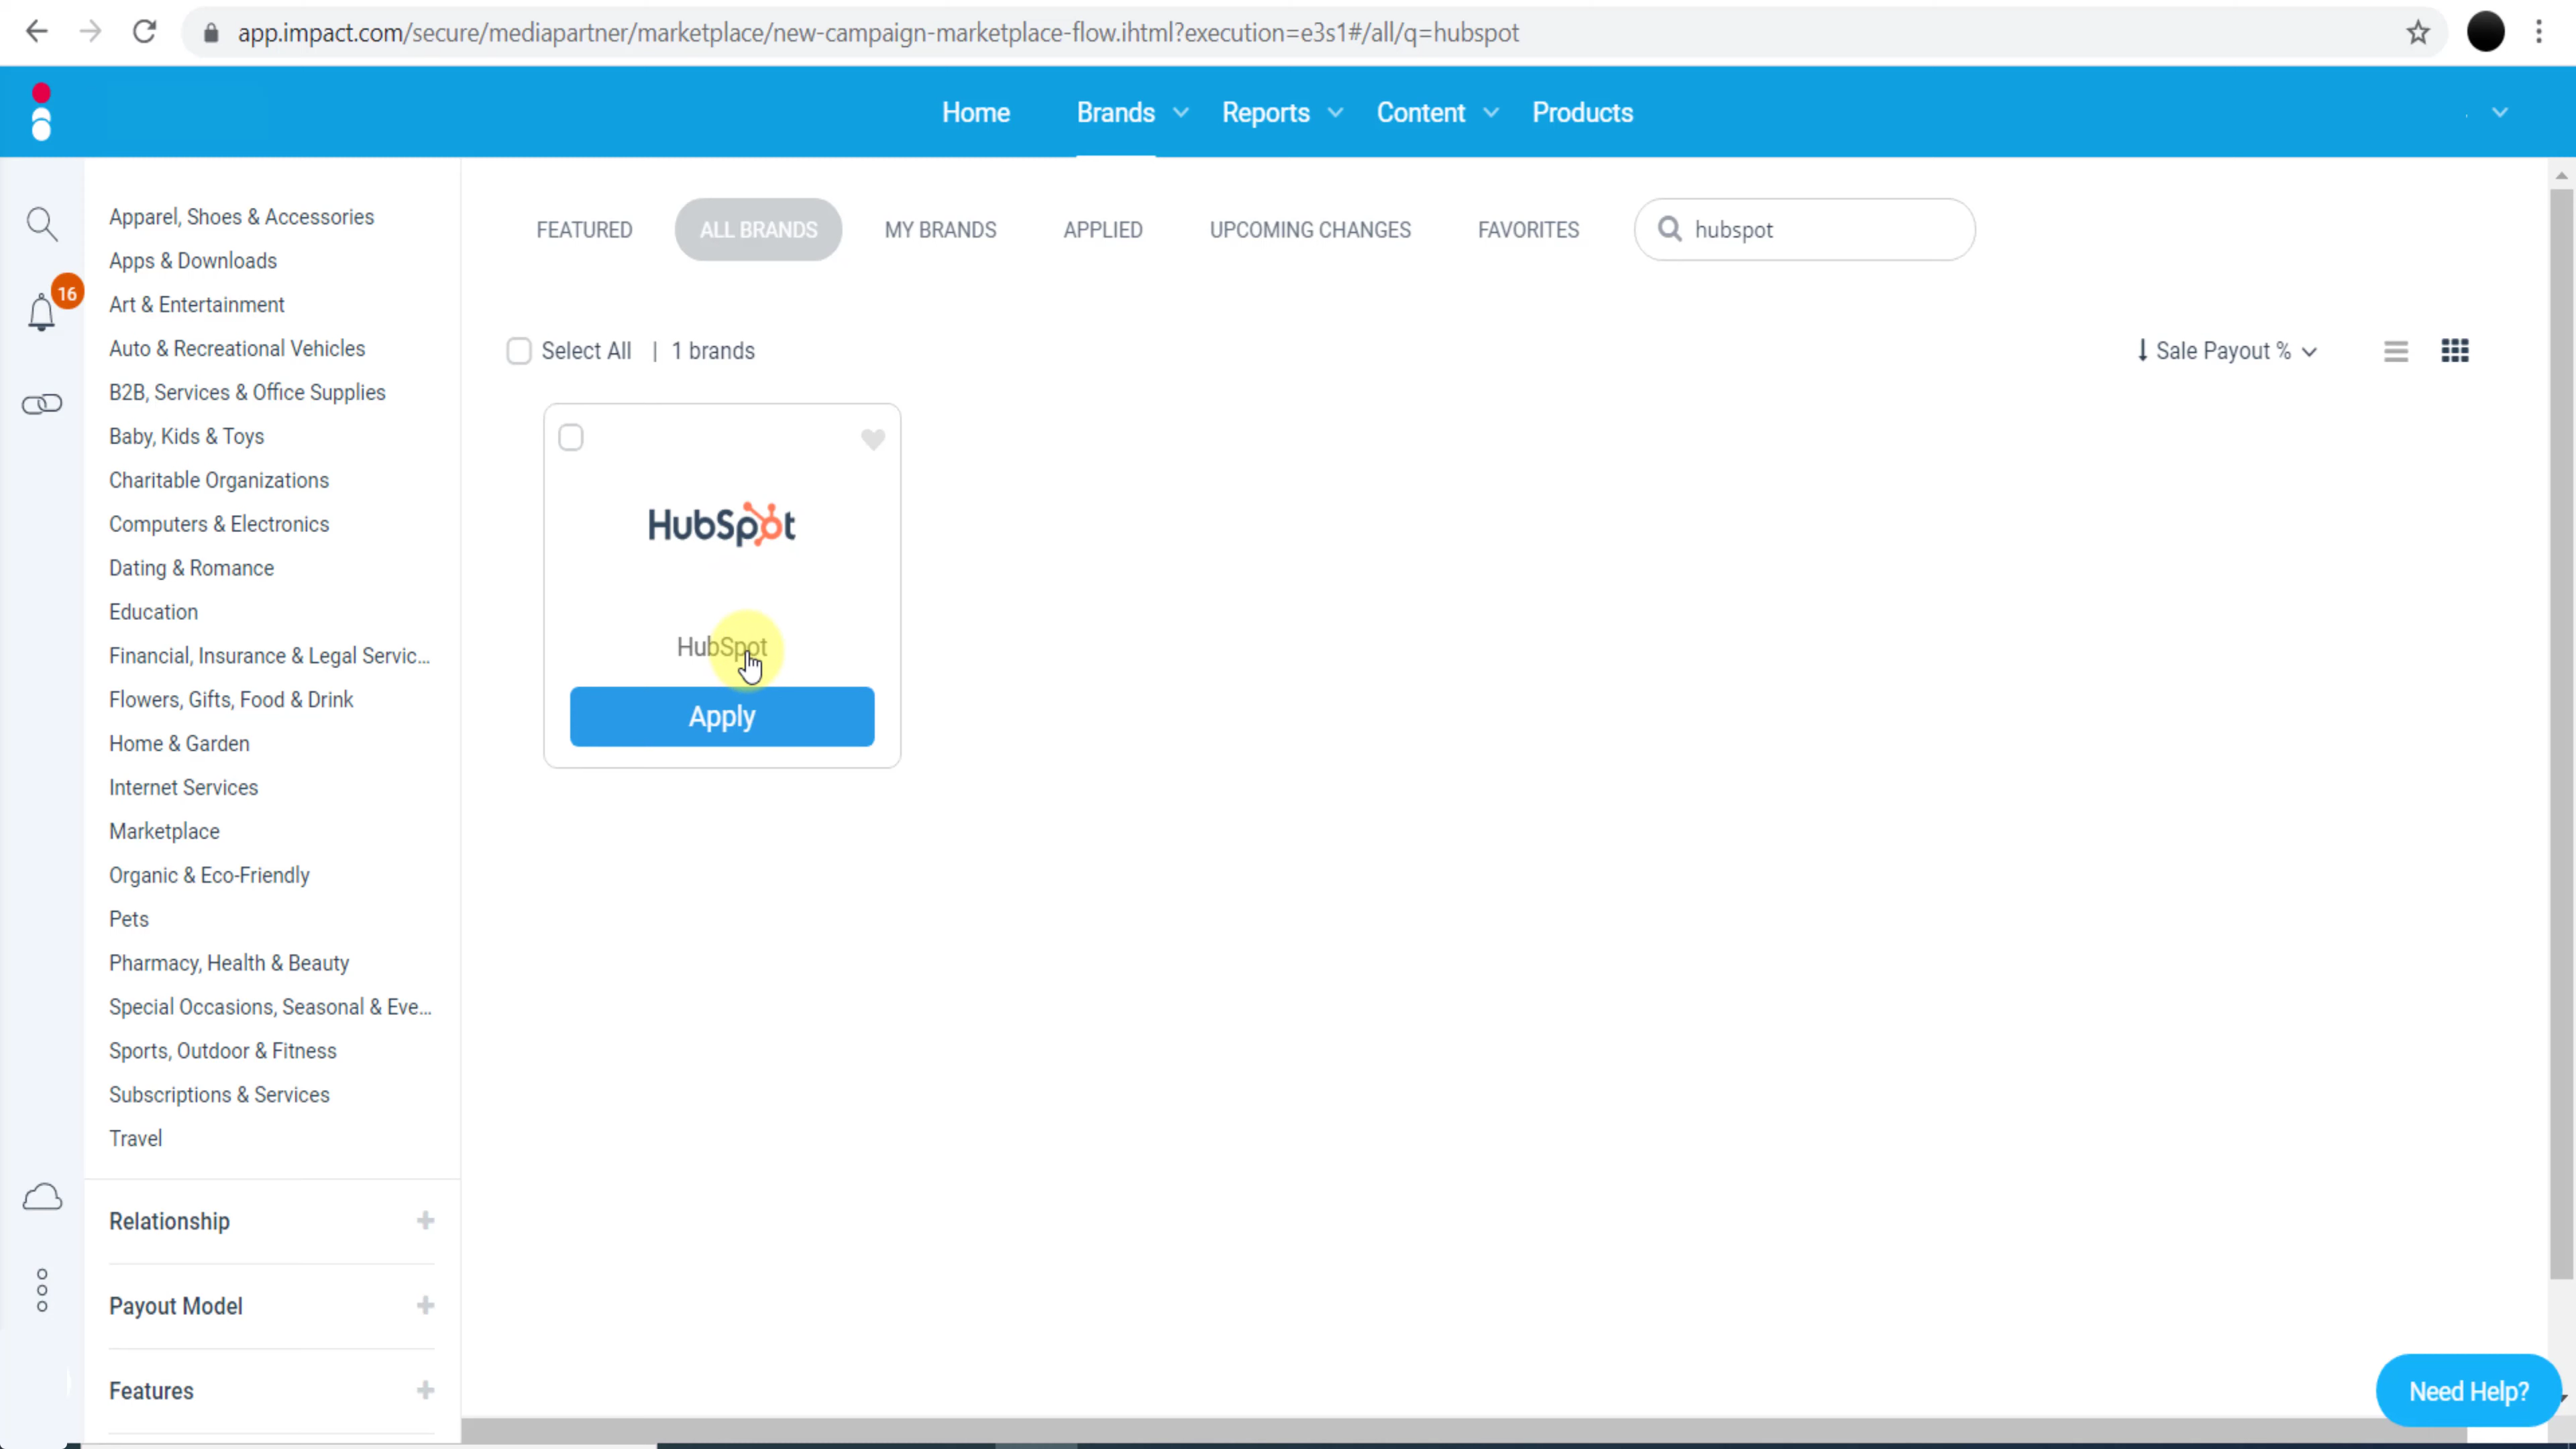 app.impact.com/secure/mediapartner/marketplace/new-campaign-marketplace-flow.ihtml?execution=e3s1#/all/q=hubspot
Home Brands Reports Content Products
16
Apparel, Shoes & Accessories
Apps & Downloads
Art & Entertainment
Auto & Recreational Vehicles
B2B, Services & Office Supplies
Baby, Kids & Toys
Charitable Organizations
Computers & Electronics
Dating & Romance
Education
Financial, Insurance & Legal Servic...
Flowers, Gifts, Food & Drink
Home & Garden
Internet Services
Marketplace
Organic & Eco-Friendly
Pets
Pharmacy, Health & Beauty
Special Occasions, Seasonal & Eve...
Sports, Outdoor & Fitness
Subscriptions & Services
Travel
Relationship
Payout Model
Features
FEATURED ALL BRANDS MY BRANDS APPLIED UPCOMING CHANGES FAVORITES hubspot
Select All | 1 brands Sale Payout %
HubSpot
HubSpot
Apply
Need Help?